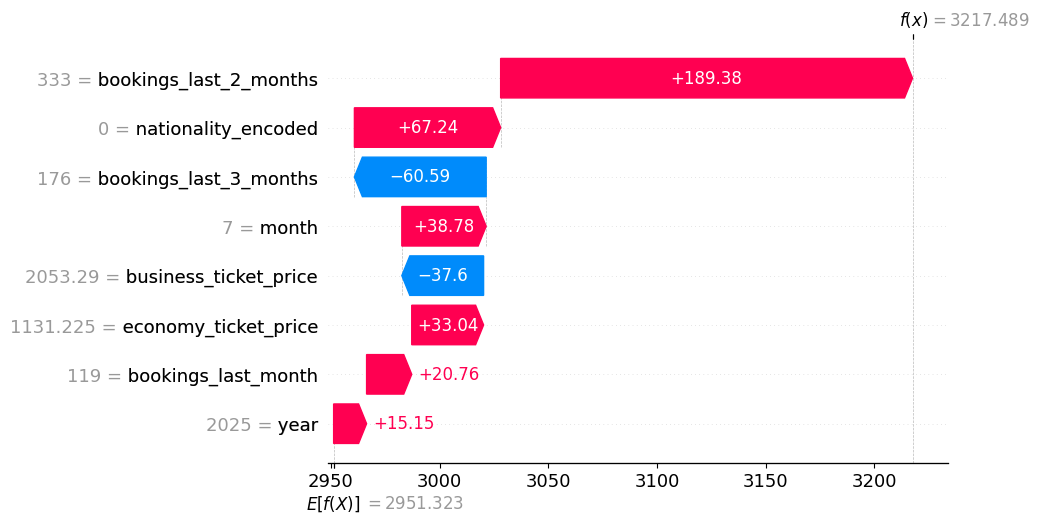 f(x) = 3217.489
333 = bookings_last_2_months
+189.38
0 = nationality_encoded
+67.24
176 = bookings_last_3_months
−60.59
7 = month
+38.78
2053.29 = business_ticket_price
−37.6
1131.225 = economy_ticket_price
+33.04
119 = bookings_last_month
+20.76
2025 = year
+15.15
2950 3000 3050 3100 3150 3200
E[f(X)] = 2951.323